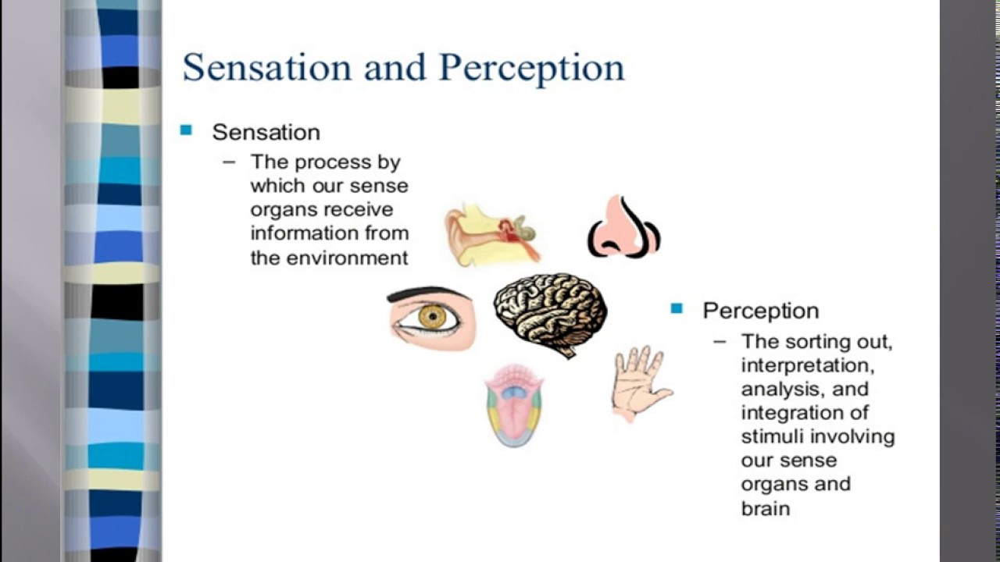 Sensation and Perception
Sensation
– The process by
which our sense
organs receive
information from
the environment
Perception
– The sorting out,
interpretation,
analysis, and
integration of
stimuli involving
our sense
organs and
brain